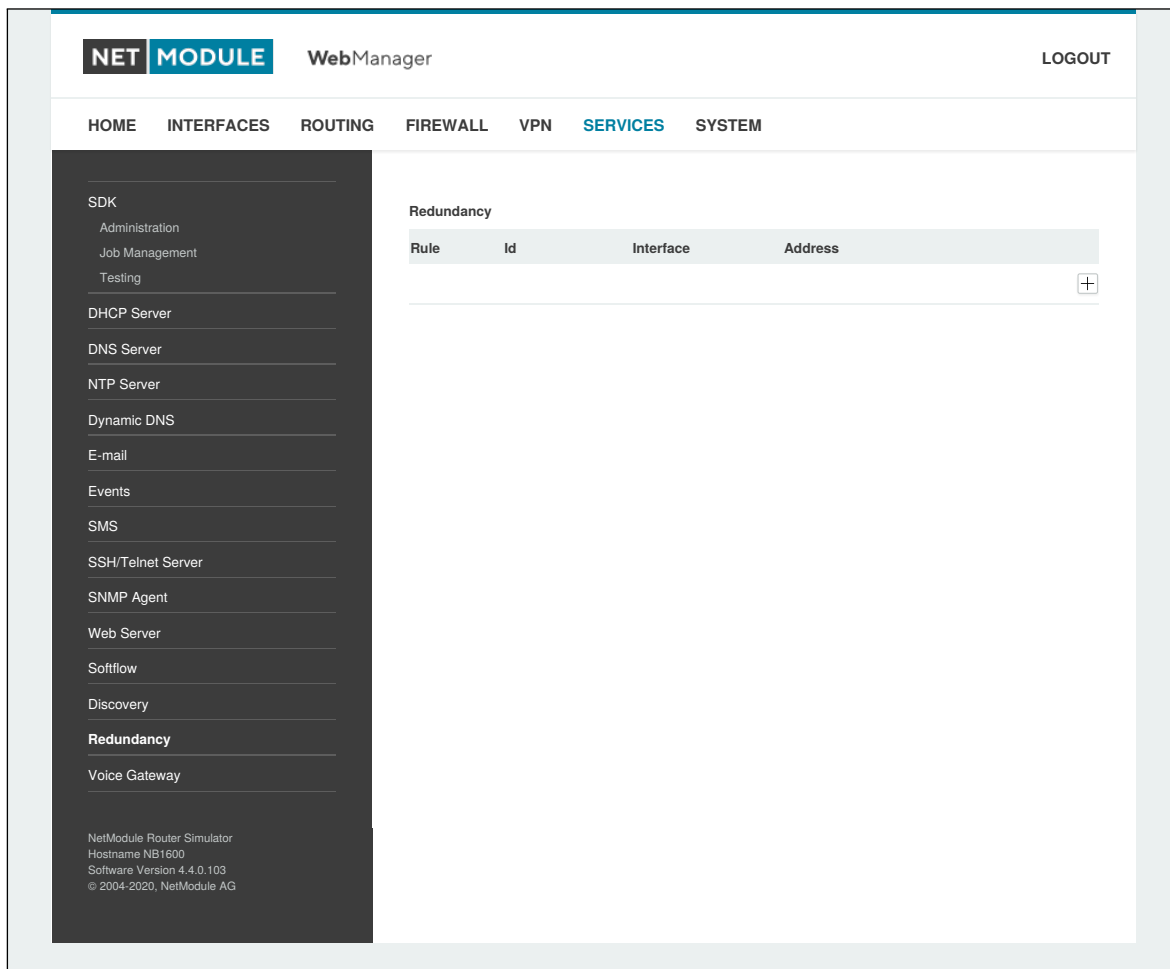 NET MODULE WebManager LOGOUT
HOME INTERFACES ROUTING FIREWALL VPN SERVICES SYSTEM
SDK
Administration
Job Management
Testing
DHCP Server
DNS Server
NTP Server
Dynamic DNS
E-mail
Events
SMS
SSH/Telnet Server
SNMP Agent
Web Server
Softflow
Discovery
Redundancy
Voice Gateway
NetModule Router Simulator
Hostname NB1600
Software Version 4.4.0.103
© 2004-2020, NetModule AG
Redundancy
Rule Id Interface Address